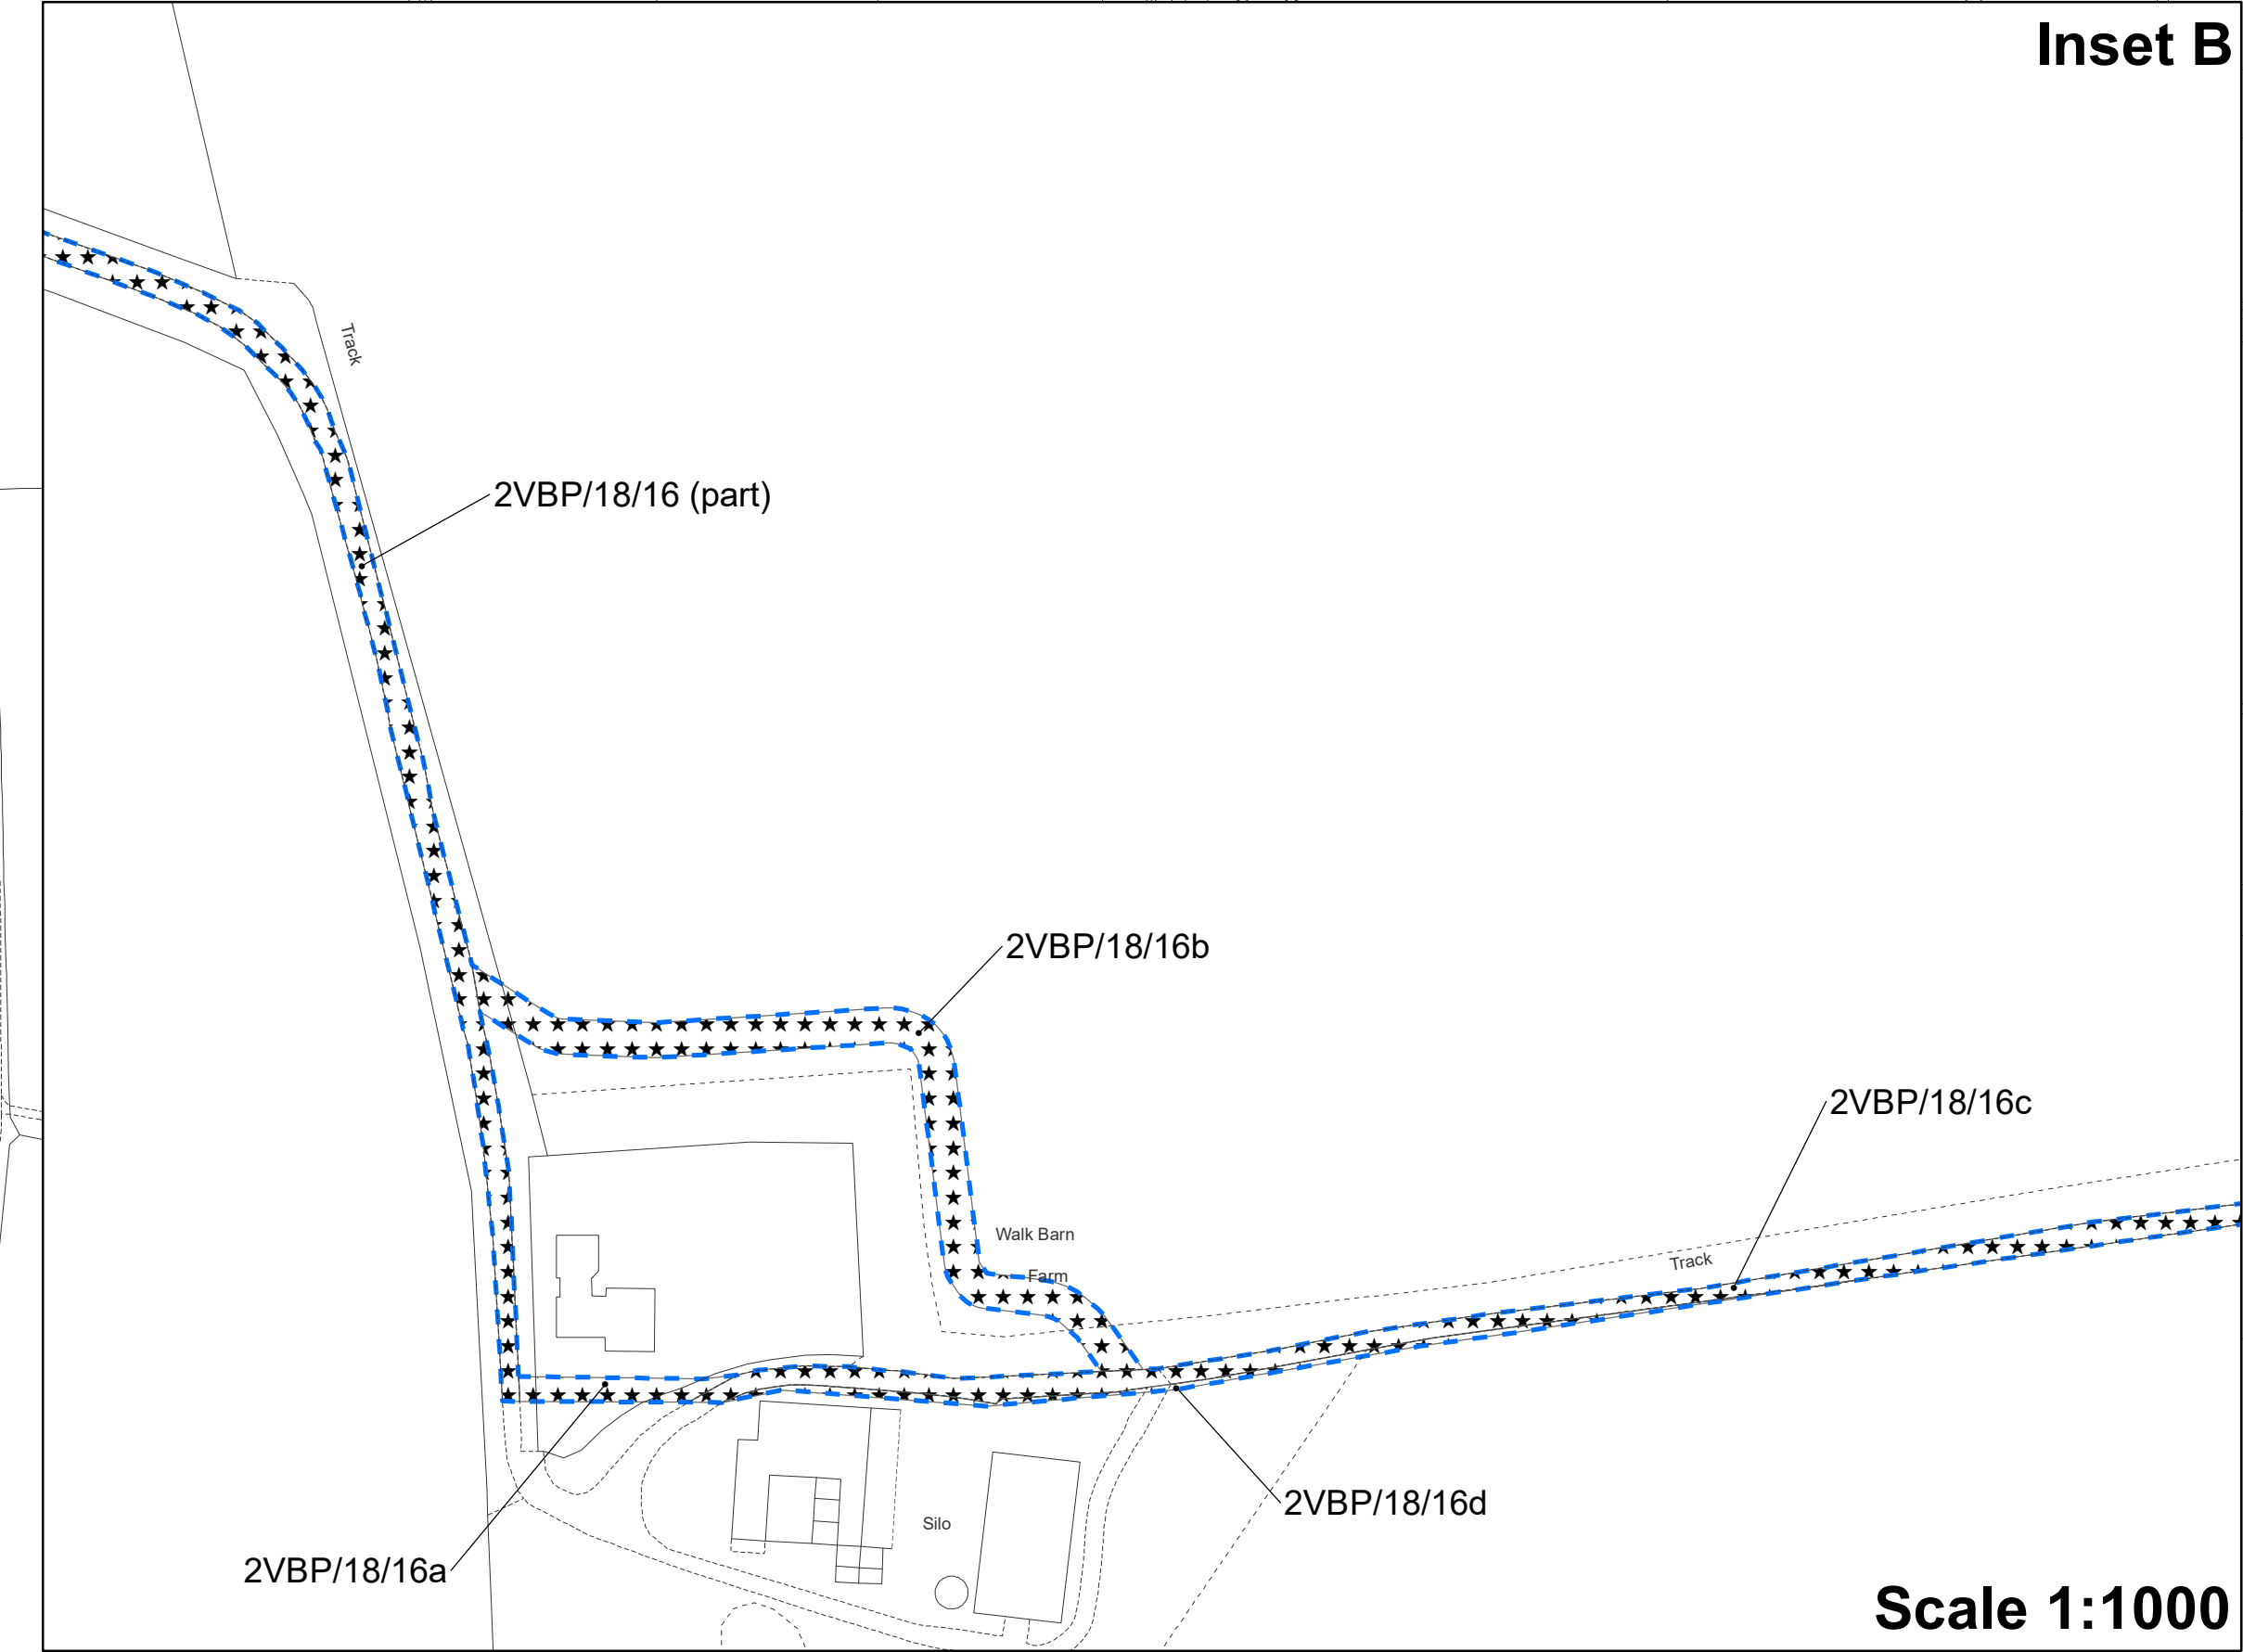 Inset B
Track
2VBP/18/16 (part)
2VBP/18/16b
2VBP/18/16c
Walk Barn
Farm
Track
2VBP/18/16d
Silo
2VBP/18/16a
Scale 1:1000